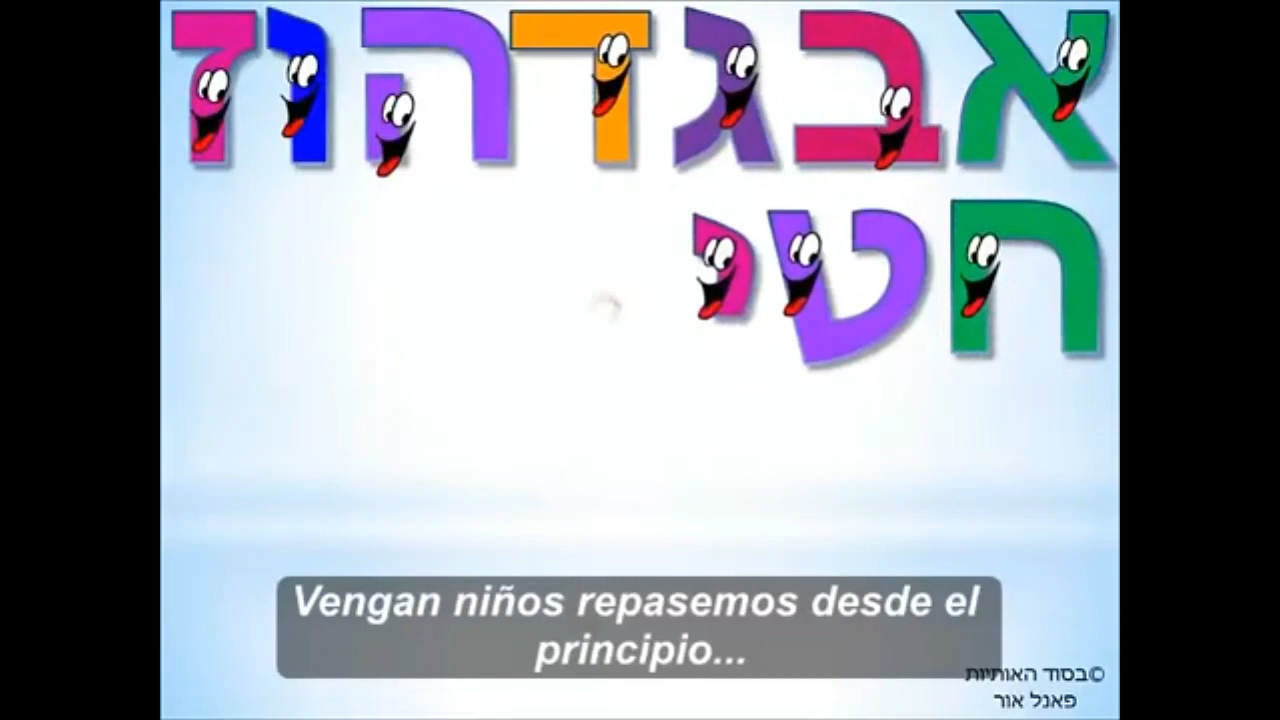 אבגדהוז
חטי
Vengan niños repasemos desde el
principio...
©בסוד האותיות
פאנל אור